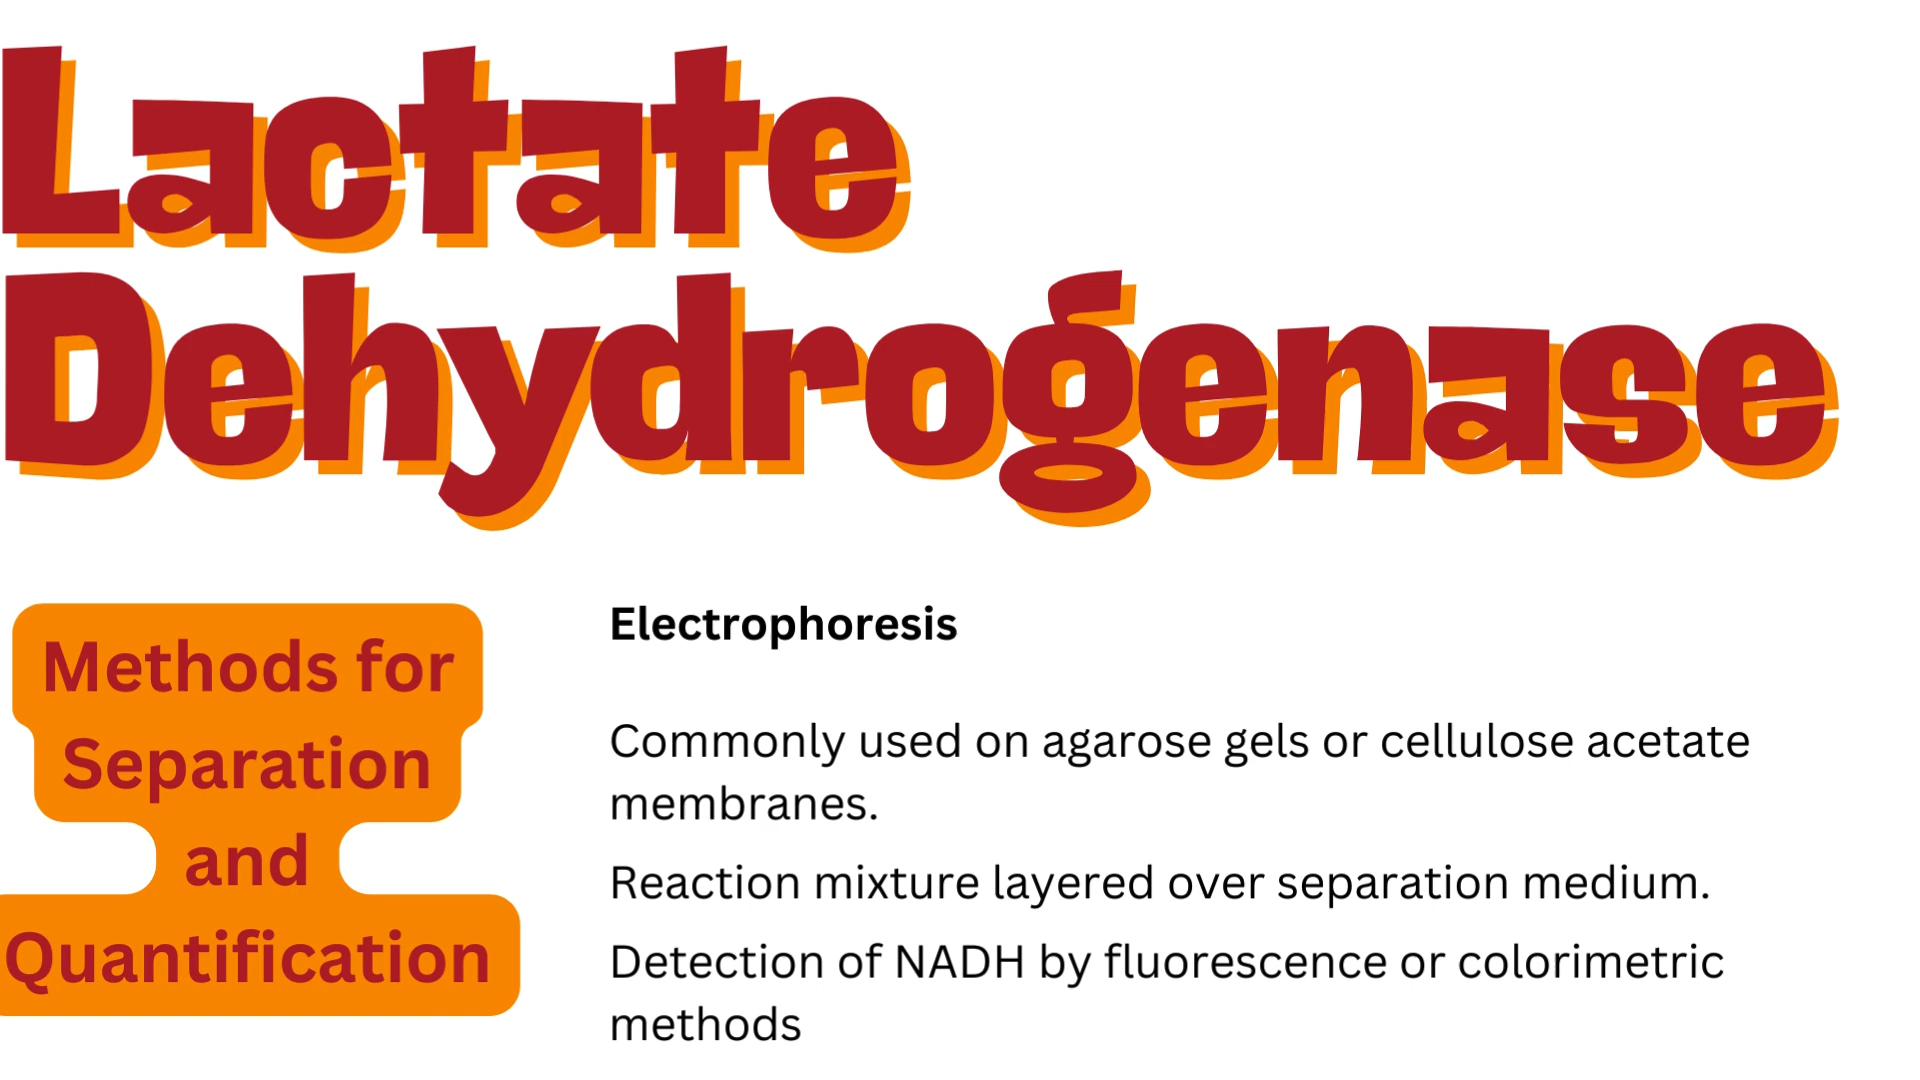 Lactate
Dehydrogenase
Methods for
Separation
and
Quantification
Electrophoresis
Commonly used on agarose gels or cellulose acetate
membranes.
Reaction mixture layered over separation medium.
Detection of NADH by fluorescence or colorimetric
methods